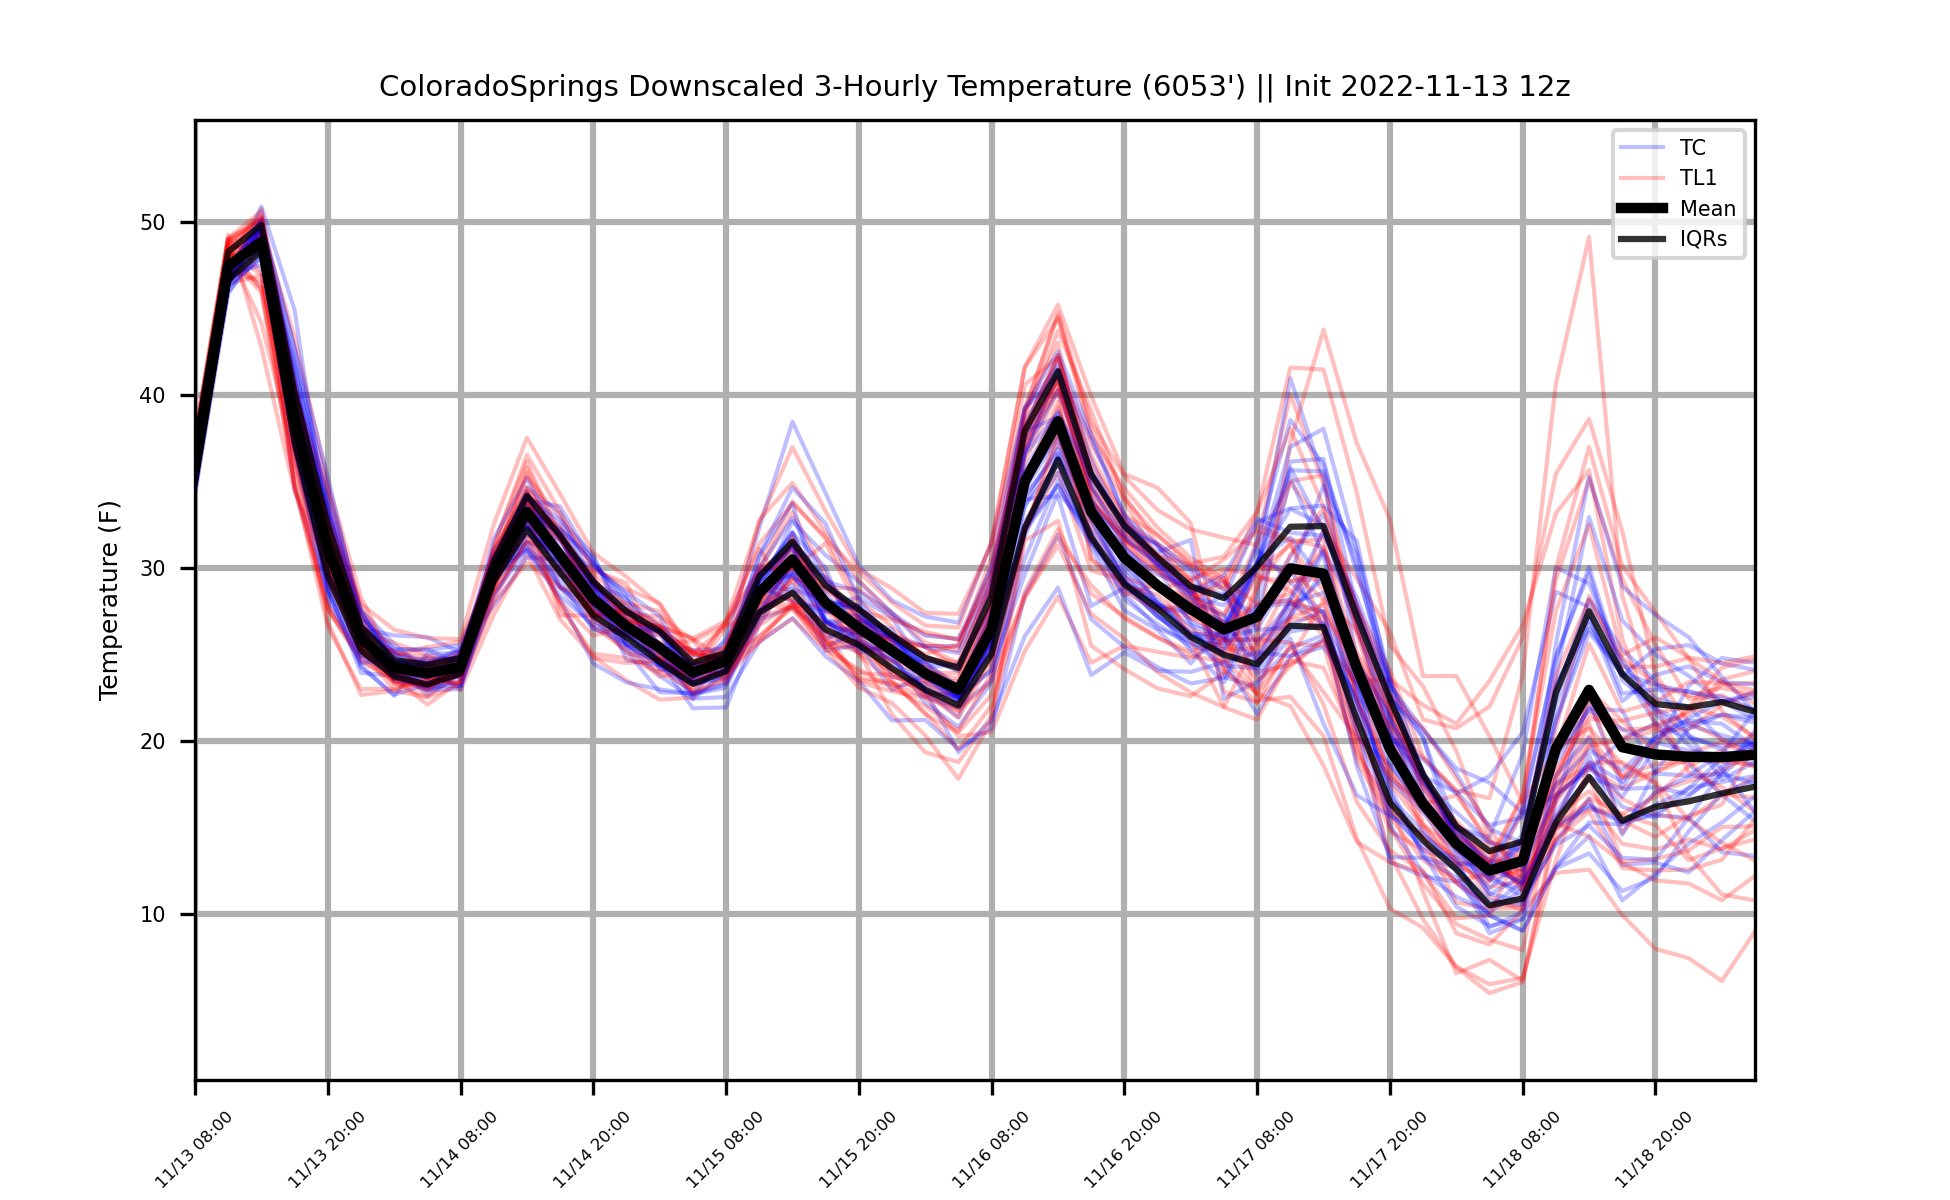 ColoradoSprings Downscaled 3-Hourly Temperature (6053') || Init 2022-11-13 12z
TC
TL1
Mean
IQRs
Temperature (F)
50
40
30
20
10
11/13 08:00
11/13 20:00
11/14 08:00
11/14 20:00
11/15 08:00
11/15 20:00
11/16 08:00
11/16 20:00
11/17 08:00
11/17 20:00
11/18 08:00
11/18 20:00